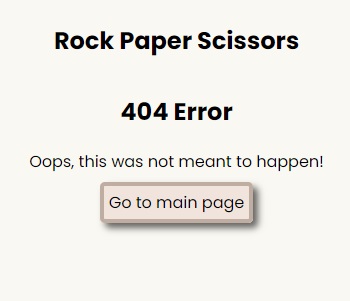 Rock Paper Scissors
404 Error
Oops, this was not meant to happen!
Go to main page